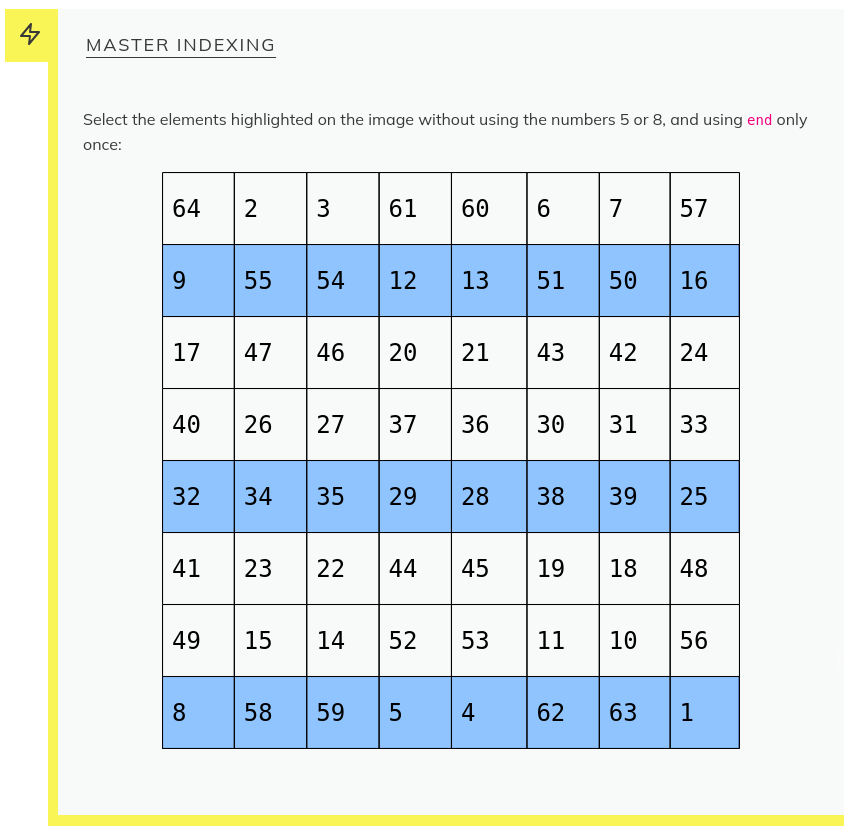 MASTER INDEXING
Select the elements highlighted on the image without using the numbers 5 or 8, and using end only
once:
64 2 3 61 60 6 7 57
9 55 54 12 13 51 50 16
17 47 46 20 21 43 42 24
40 26 27 37 36 30 31 33
32 34 35 29 28 38 39 25
41 23 22 44 45 19 18 48
49 15 14 52 53 11 10 56
8 58 59 5 4 62 63 1